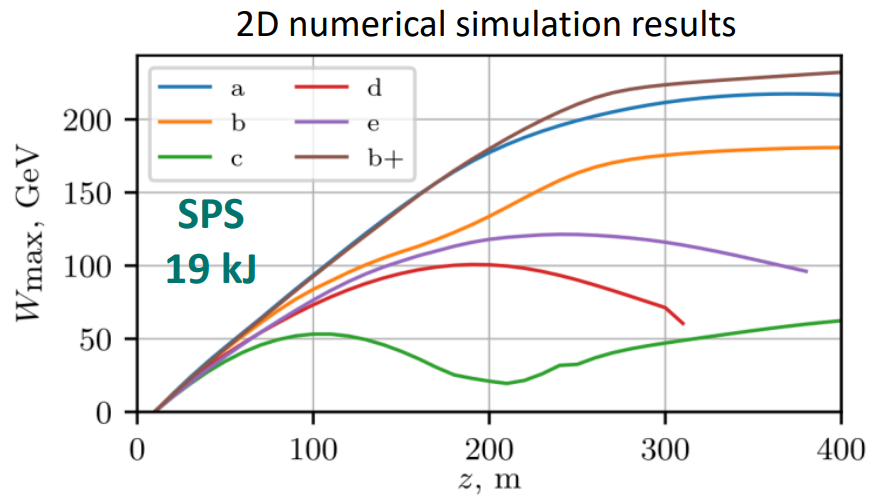 2D numerical simulation results
a d
b e
c b+
SPS
19 kJ
200
150
100
50
0
W_max, GeV
0 100 200 300 400
z, m